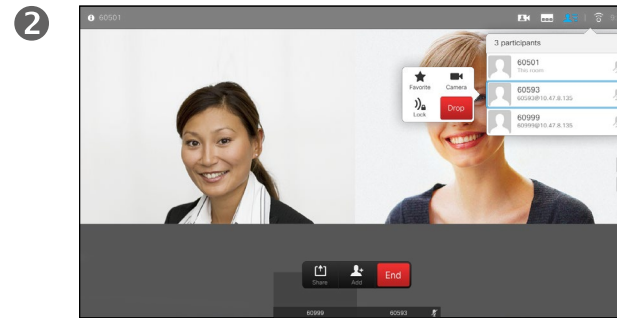 2
60501
9
3 participants
60501
This room
60593
60593@10.47.8.135
60999
60999@10.47.8.135
Favorite Camera
Lock Drop
Share Add End
60999 60593